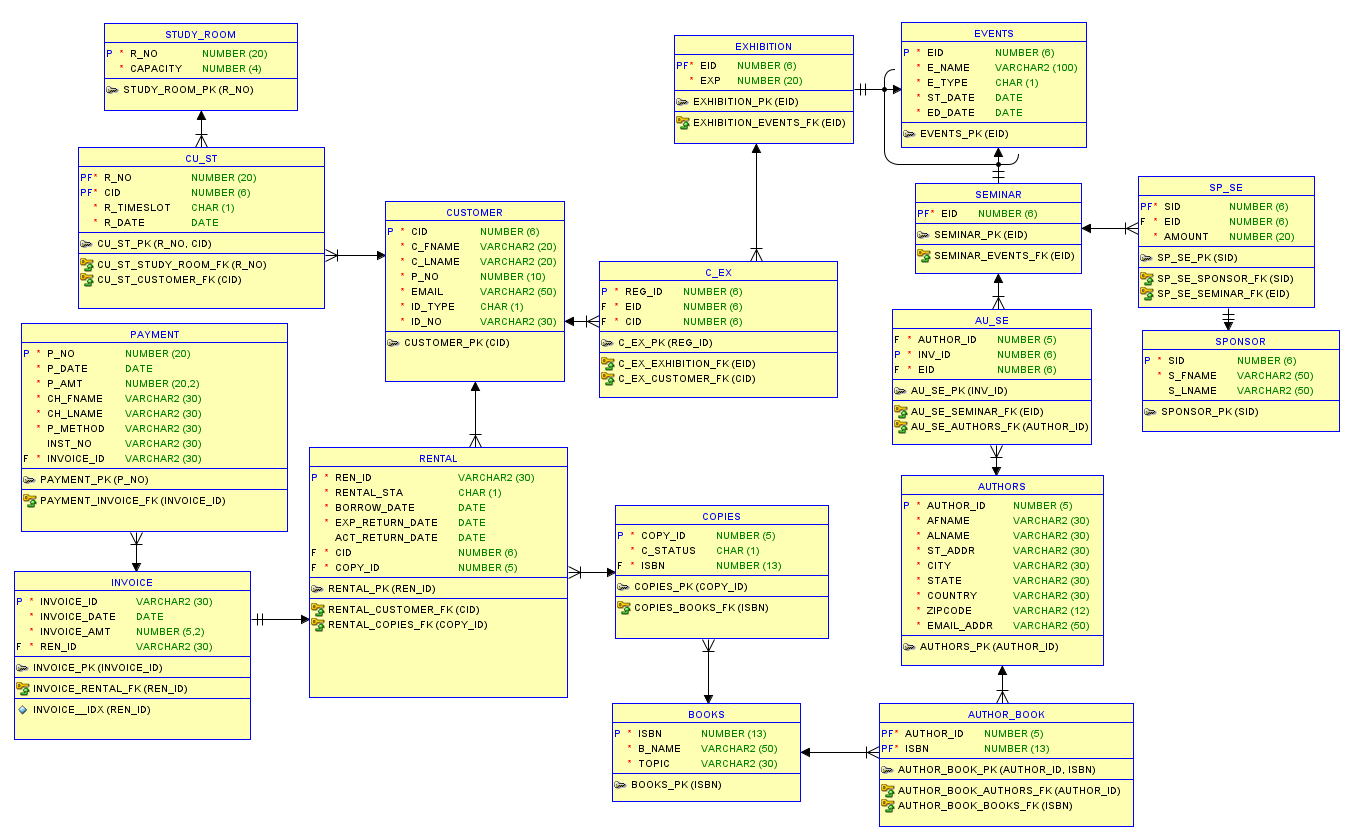 STUDY_ROOM
P * R_NO NUMBER (20)
* CAPACITY NUMBER (4)
STUDY_ROOM_PK (R_NO)
CU_ST
PF* R_NO NUMBER (20)
PF* CID NUMBER (6)
* R_TIMESLOT CHAR (1)
* R_DATE DATE
CU_ST_PK (R_NO, CID)
CU_ST_STUDY_ROOM_FK (R_NO)
CU_ST_CUSTOMER_FK (CID)
PAYMENT
P * P_NO NUMBER (20)
* P_DATE DATE
* P_AMT NUMBER (20,2)
* CH_FNAME VARCHAR2 (30)
* CH_LNAME VARCHAR2 (30)
* P_METHOD VARCHAR2 (30)
INST_NO VARCHAR2 (30)
F * INVOICE_ID VARCHAR2 (30)
PAYMENT_PK (P_NO)
PAYMENT_INVOICE_FK (INVOICE_ID)
INVOICE
P * INVOICE_ID VARCHAR2 (30)
* INVOICE_DATE DATE
* INVOICE_AMT NUMBER (5,2)
F * REN_ID VARCHAR2 (30)
INVOICE_PK (INVOICE_ID)
INVOICE_RENTAL_FK (REN_ID)
INVOICE__IDX (REN_ID)
CUSTOMER
P * CID NUMBER (6)
* C_FNAME VARCHAR2 (20)
* C_LNAME VARCHAR2 (20)
* P_NO NUMBER (10)
* EMAIL VARCHAR2 (50)
* ID_TYPE CHAR (1)
* ID_NO VARCHAR2 (30)
CUSTOMER_PK (CID)
RENTAL
P * REN_ID VARCHAR2 (30)
* RENTAL_STA CHAR (1)
* BORROW_DATE DATE
* EXP_RETURN_DATE DATE
ACT_RETURN_DATE DATE
F * CID NUMBER (6)
F * COPY_ID NUMBER (5)
RENTAL_PK (REN_ID)
RENTAL_CUSTOMER_FK (CID)
RENTAL_COPIES_FK (COPY_ID)
EXHIBITION
PF* EID NUMBER (6)
* EXP NUMBER (20)
EXHIBITION_PK (EID)
EXHIBITION_EVENTS_FK (EID)
C_EX
P * REG_ID NUMBER (6)
F * EID NUMBER (6)
F * CID NUMBER (6)
C_EX_PK (REG_ID)
C_EX_EXHIBITION_FK (EID)
C_EX_CUSTOMER_FK (CID)
COPIES
P * COPY_ID NUMBER (5)
* C_STATUS CHAR (1)
F * ISBN NUMBER (13)
COPIES_PK (COPY_ID)
COPIES_BOOKS_FK (ISBN)
BOOKS
P * ISBN NUMBER (13)
* B_NAME VARCHAR2 (50)
* TOPIC VARCHAR2 (30)
BOOKS_PK (ISBN)
EVENTS
P * EID NUMBER (6)
* E_NAME VARCHAR2 (100)
* E_TYPE CHAR (1)
* ST_DATE DATE
* ED_DATE DATE
EVENTS_PK (EID)
SEMINAR
PF* EID NUMBER (6)
SEMINAR_PK (EID)
SEMINAR_EVENTS_FK (EID)
SP_SE
PF* SID NUMBER (6)
F * EID NUMBER (6)
* AMOUNT NUMBER (20)
SP_SE_PK (SID)
SP_SE_SPONSOR_FK (SID)
SP_SE_SEMINAR_FK (EID)
SPONSOR
P * SID NUMBER (6)
* S_FNAME VARCHAR2 (50)
S_LNAME VARCHAR2 (50)
SPONSOR_PK (SID)
AU_SE
F * AUTHOR_ID NUMBER (5)
P * INV_ID NUMBER (6)
F * EID NUMBER (6)
AU_SE_PK (INV_ID)
AU_SE_SEMINAR_FK (EID)
AU_SE_AUTHORS_FK (AUTHOR_ID)
AUTHORS
P * AUTHOR_ID NUMBER (5)
* AFNAME VARCHAR2 (30)
* ALNAME VARCHAR2 (30)
* ST_ADDR VARCHAR2 (30)
* CITY VARCHAR2 (30)
* STATE VARCHAR2 (30)
* COUNTRY VARCHAR2 (30)
* ZIPCODE VARCHAR2 (12)
* EMAIL_ADDR VARCHAR2 (50)
AUTHORS_PK (AUTHOR_ID)
AUTHOR_BOOK
PF* AUTHOR_ID NUMBER (5)
PF* ISBN NUMBER (13)
AUTHOR_BOOK_PK (AUTHOR_ID, ISBN)
AUTHOR_BOOK_AUTHORS_FK (AUTHOR_ID)
AUTHOR_BOOK_BOOKS_FK (ISBN)